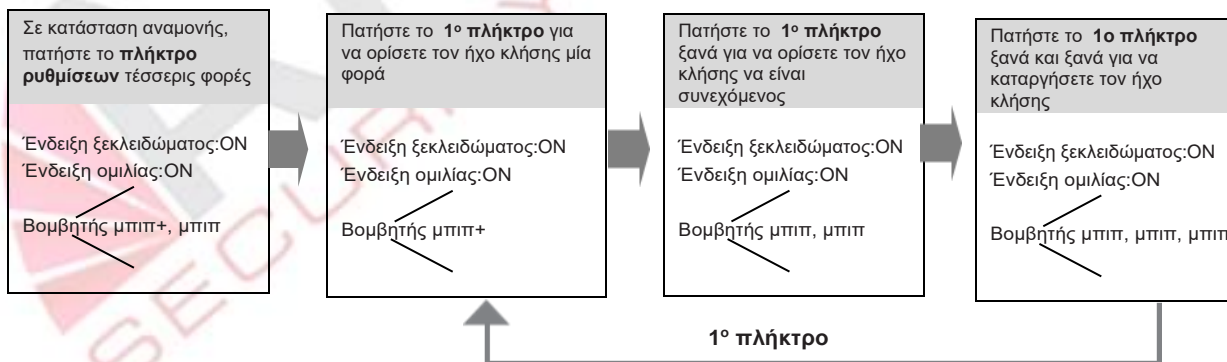 Σε κατάσταση αναμονής,
πατήστε το πλήκτρο
ρυθμίσεων τέσσερις φορές
Ένδειξη ξεκλειδώματος:ON
Ένδειξη ομιλίας:ON
Βομβητής μπιπ+, μπιπ
Πατήστε το 1º πλήκτρο για
να ορίσετε τον ήχο κλήσης μία
φορά
Ένδειξη ξεκλειδώματος:ON
Ένδειξη ομιλίας:ON
Βομβητής μπιπ+
Πατήστε το 1º πλήκτρο
ξανά για να ορίσετε τον ήχο
κλήσης να είναι
συνεχόμενος
Ένδειξη ξεκλειδώματος:ON
Ένδειξη ομιλίας:ON
Βομβητής μπιπ, μπιπ
Πατήστε το 1ο πλήκτρο
ξανά και ξανά για να
καταργήσετε τον ήχο
κλήσης
Ένδειξη ξεκλειδώματος:ON
Ένδειξη ομιλίας:ON
Βομβητής μπιπ, μπιπ, μπιπ
1º πλήκτρο